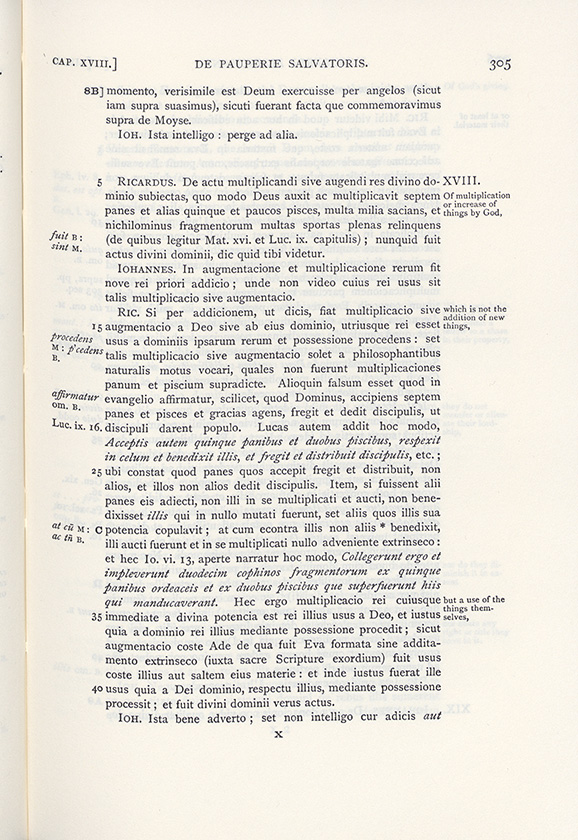 CAP. XVIII.] DE PAUPERIE SALVATORIS. 305
8B] momento, verisimile est Deum exercuisse per angelos (sicut
iam supra suasimus), sicuti fuerant facta que commemoravimus
supra de Moyse.
IOH. Ista intelligo : perge ad alia.
5 RICARDUS. De actu multiplicandi sive augendi res divino do- XVIII.
minio subiectas, quo modo Deus auxit ac multiplicavit septem Of multiplication
or increase of
panes et alias quinque et paucos pisces, multa milia sacians, et things by God,
nichilominus fragmentorum multas sportas plenas relinquens
fuit B : (de quibus legitur Mat. xvi. et Luc. ix. capitulis) ; nunquid fuit
sint M. actus divini dominii, dic quid tibi videtur.
IOHANNES. In augmentacione et multiplicacione rerum fit
nove rei priori addicio ; unde non video cuius rei usus sit
talis multiplicacio sive augmentacio.
RIC. Si per addicionem, ut dicis, fiat multiplicacio sive which is not the
addition of new
15 augmentacio a Deo sive ab eius dominio, utriusque rei esset things,
procedens usus a dominiis ipsarum rerum et possessione procedens : set
M : p'cedens talis multiplicacio sive augmentacio solet a philosophantibus
B. naturalis motus vocari, quales non fuerunt multiplicaciones
panum et piscium supradicte. Alioquin falsum esset quod in
affirmatur evangelio affirmatur, scilicet, quod Dominus, accipiens septem
om. B. panes et pisces et gracias agens, fregit et dedit discipulis, ut
Luc. ix. 16. discipuli darent populo. Lucas autem addit hoc modo,
Acceptis autem quinque panibus et duobus piscibus, respexit
in celum et benedixit illis, et fregit et distribuit discipulis, etc. ;
25 ubi constat quod panes quos accepit fregit et distribuit, non
alios, et illos non alios dedit discipulis. Item, si fuissent alii
panes eis adiecti, non illi in se multiplicati et aucti, non bene-
dixisset illis qui in nullo mutati fuerunt, set aliis quos illis sua
at cū M : C potencia copulavit ; at cum econtra illis non aliis * benedixit,
ac tñ B. illi aucti fuerunt et in se multiplicati nullo adveniente extrinseco :
et hec Io. vi. 13, aperte narratur hoc modo, Collegerunt ergo et
impleverunt duodecim cophinos fragmentorum ex quinque
panibus ordeaceis et ex duobus piscibus que superfuerunt hiis
qui manducaverant. Hec ergo multiplicacio rei cuiusque but a use of the
things them-
35 immediate a divina potencia est rei illius usus a Deo, et iustus selves,
quia a dominio rei illius mediante possessione procedit ; sicut
augmentacio coste Ade de qua fuit Eva formata sine addita-
mento extrinseco (iuxta sacre Scripture exordium) fuit usus
coste illius aut saltem eius materie : et inde iustus fuerat ille
40 usus quia a Dei dominio, respectu illius, mediante possessione
processit ; et fuit divini dominii verus actus.
IOH. Ista bene adverto ; set non intelligo cur adicis aut
X